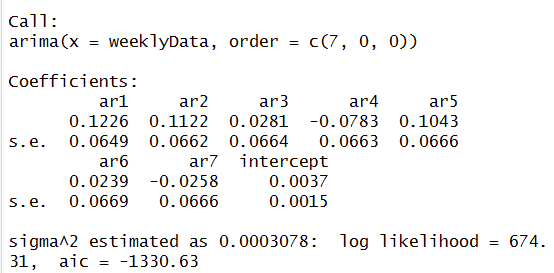 Call:
arima(x = weeklyData, order = c(7, 0, 0))
Coefficients:
ar1 ar2 ar3 ar4 ar5
0.1226 0.1122 0.0281 -0.0783 0.1043
s.e. 0.0649 0.0662 0.0664 0.0663 0.0666
ar6 ar7 intercept
0.0239 -0.0258 0.0037
s.e. 0.0669 0.0666 0.0015
sigma^2 estimated as 0.0003078: log likelihood = 674.
31, aic = -1330.63